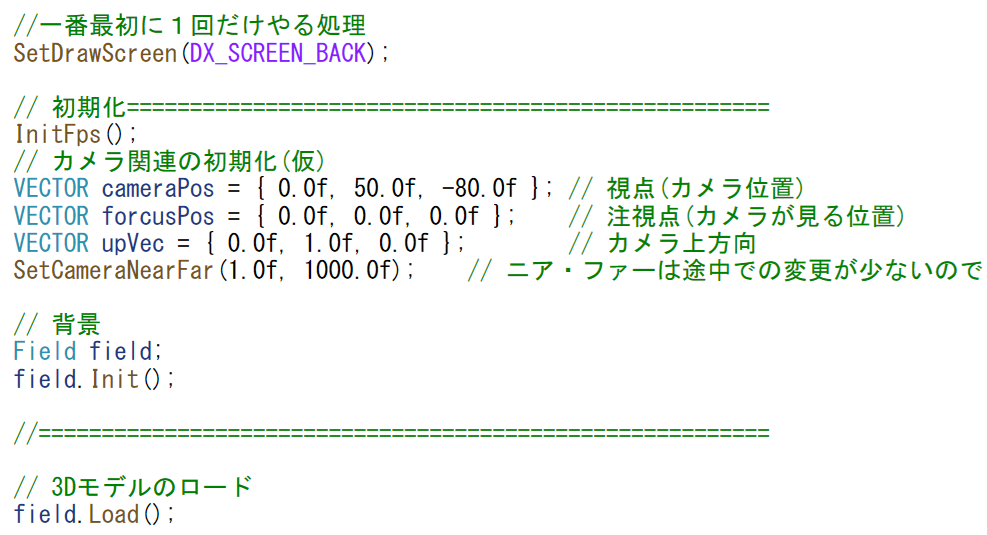 //一番最初に１回だけやる処理
SetDrawScreen(DX_SCREEN_BACK);
// 初期化===================================================
InitFps();
// カメラ関連の初期化(仮)
VECTOR cameraPos = { 0.0f, 50.0f, -80.0f }; // 視点(カメラ位置)
VECTOR forcusPos = { 0.0f, 0.0f, 0.0f };    // 注視点(カメラが見る位置)
VECTOR upVec = { 0.0f, 1.0f, 0.0f };        // カメラ上方向
SetCameraNearFar(1.0f, 1000.0f);    // ニア・ファーは途中での変更が少ないので
// 背景
Field field;
field.Init();
//==========================================================
// 3Dモデルのロード
field.Load();